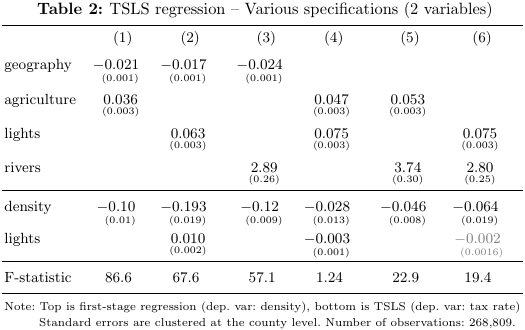 Table 2: TSLS regression – Various specifications (2 variables)
(1) (2) (3) (4) (5) (6)
geography −0.021 −0.017 −0.024
(0.001) (0.001) (0.001)
agriculture 0.036 0.047 0.053
(0.003) (0.003) (0.003)
lights 0.063 0.075 0.075
(0.003) (0.003) (0.003)
rivers 2.89 3.74 2.80
(0.26) (0.30) (0.25)
density −0.10 −0.193 −0.12 −0.028 −0.046 −0.064
(0.01) (0.019) (0.009) (0.013) (0.008) (0.019)
lights 0.010 −0.003 −0.002
(0.002) (0.001) (0.0016)
F-statistic 86.6 67.6 57.1 1.24 22.9 19.4
Note: Top is first-stage regression (dep. var: density), bottom is TSLS (dep. var: tax rate)
Standard errors are clustered at the county level. Number of observations: 268,809.